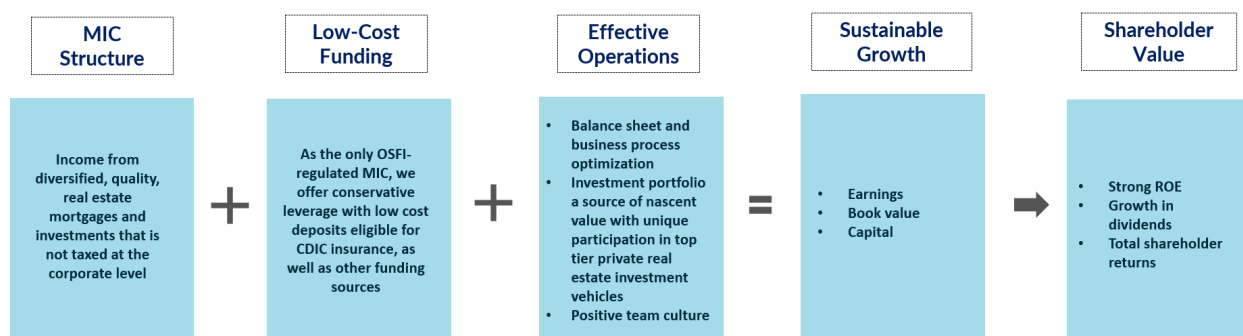 MIC
Structure
Income from
diversified, quality,
real estate
mortgages and
investments that is
not taxed at the
corporate level
+
Low-Cost
Funding
As the only OSFI-
regulated MIC, we
offer conservative
leverage with low cost
deposits eligible for
CDIC insurance, as
well as other funding
sources
+
Effective
Operations
• Balance sheet and
business process
optimization
• Investment portfolio
a source of nascent
value with unique
participation in top
tier private real
estate investment
vehicles
• Positive team culture
=
Sustainable
Growth
• Earnings
• Book value
• Capital
Shareholder
Value
• Strong ROE
• Growth in
dividends
• Total shareholder
returns